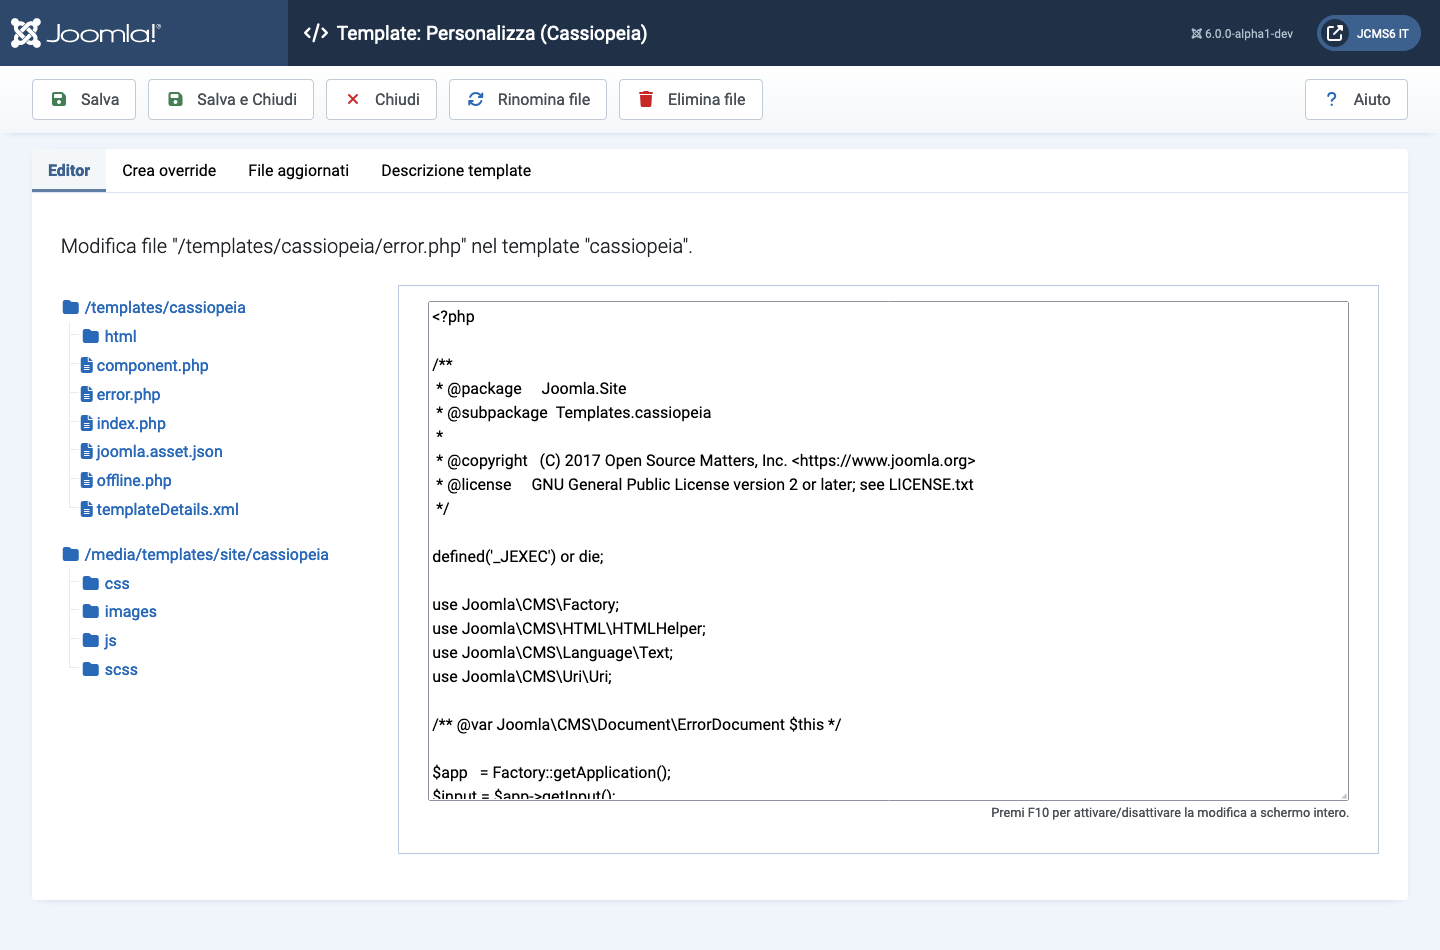 Joomla!®
</> Template: Personalizza (Cassiopeia)
6.0.0-alpha1-dev
JCMS6 IT
Salva
Salva e Chiudi
Chiudi
Rinomina file
Elimina file
? Aiuto
Editor
Crea override
File aggiornati
Descrizione template
Modifica file "/templates/cassiopeia/error.php" nel template "cassiopeia".
/templates/cassiopeia
html
component.php
error.php
index.php
joomla.asset.json
offline.php
templateDetails.xml
/media/templates/site/cassiopeia
css
images
js
scss
<?php
/**
 * @package     Joomla.Site
 * @subpackage  Templates.cassiopeia
 *
 * @copyright   (C) 2017 Open Source Matters, Inc. <https://www.joomla.org>
 * @license     GNU General Public License version 2 or later; see LICENSE.txt
 */
defined('_JEXEC') or die;
use Joomla\CMS\Factory;
use Joomla\CMS\HTML\HTMLHelper;
use Joomla\CMS\Language\Text;
use Joomla\CMS\Uri\Uri;
/** @var Joomla\CMS\Document\ErrorDocument $this */
$app   = Factory::getApplication();
$input = $app->getInput();
Premi F10 per attivare/disattivare la modifica a schermo intero.